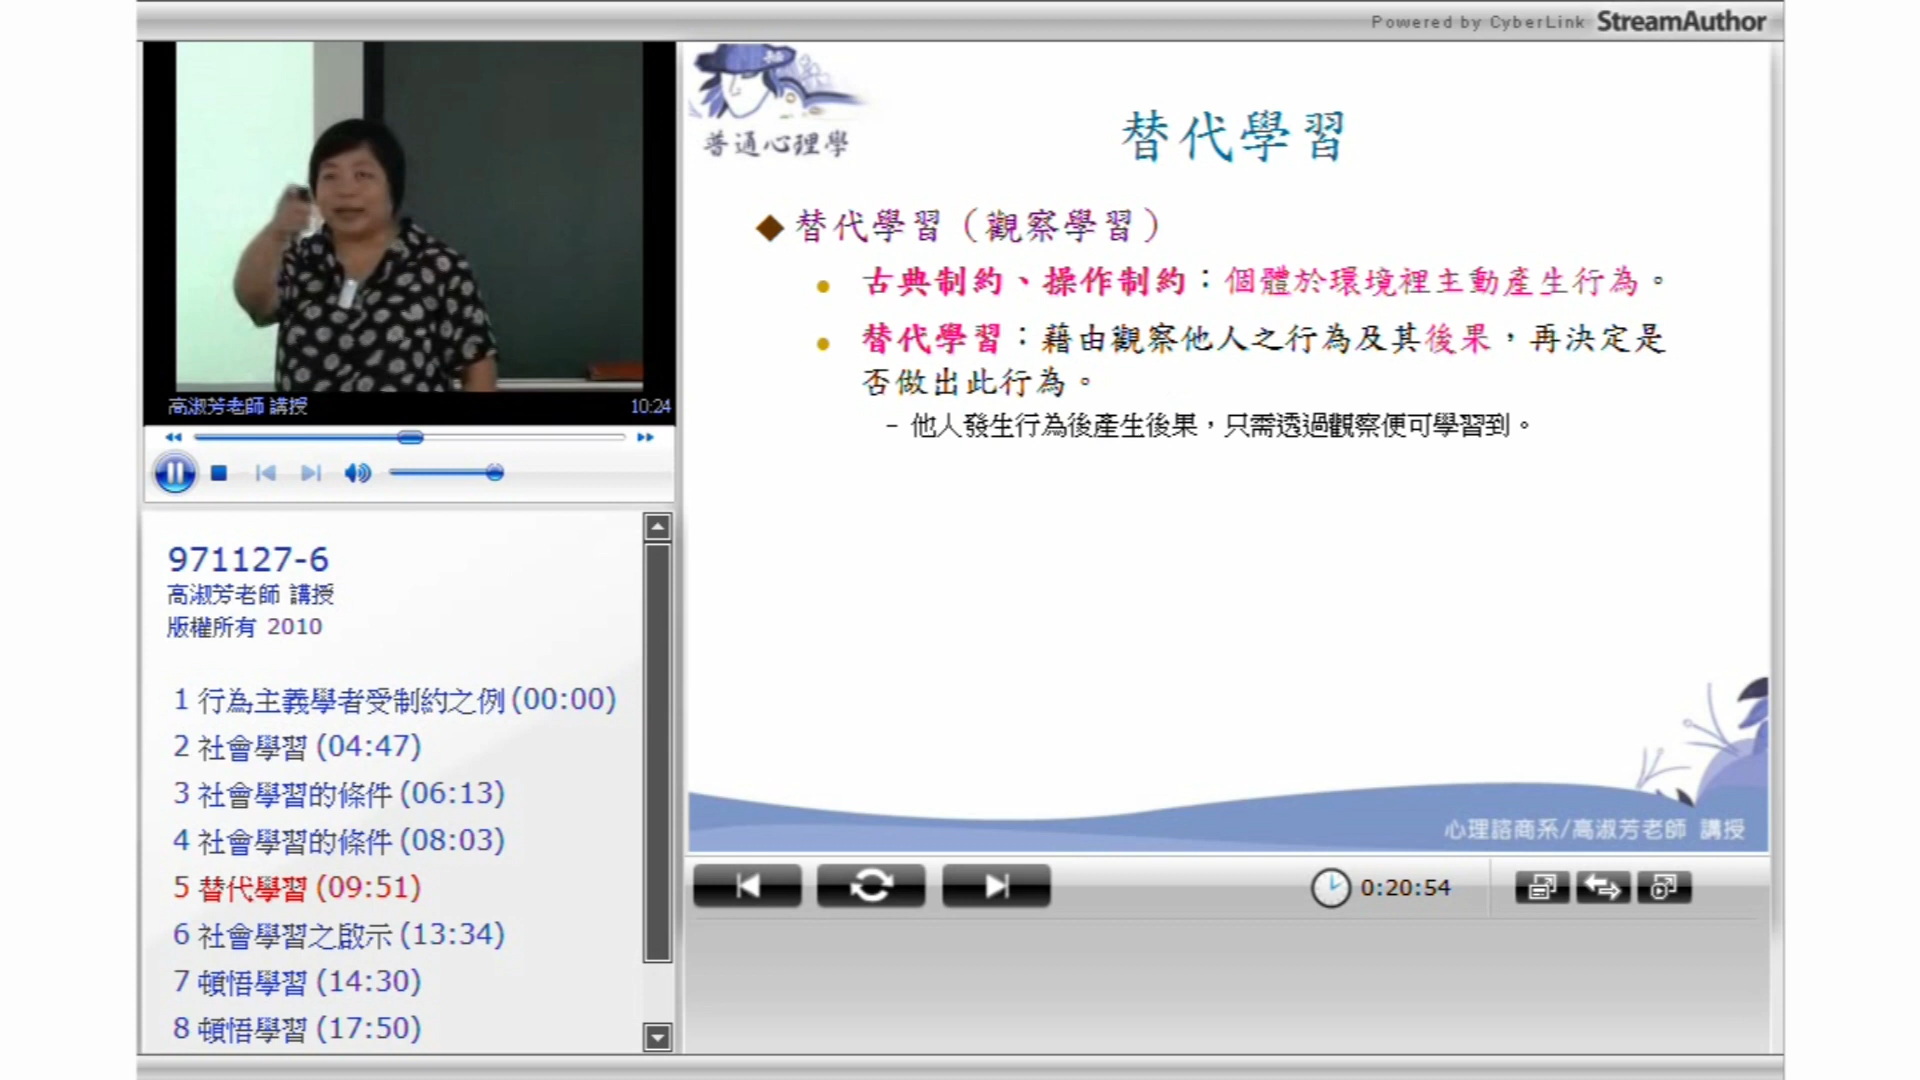 Powered by CyberLink StreamAuthor
普通心理學
替代學習
替代學習（觀察學習）
古典制約、操作制約：個體於環境裡主動產生行為。
替代學習：藉由觀察他人之行為及其後果，再決定是
否做出此行為。
- 他人發生行為後產生後果，只需透過觀察便可學習到。
心理諮商系/高淑芳老師 講授
0:20:54
高淑芳老師 講授
10:24
971127-6
高淑芳老師 講授
版權所有 2010
1 行為主義學者受制約之例 (00:00)
2 社會學習 (04:47)
3 社會學習的條件 (06:13)
4 社會學習的條件 (08:03)
5 替代學習 (09:51)
6 社會學習之啟示 (13:34)
7 頓悟學習 (14:30)
8 頓悟學習 (17:50)